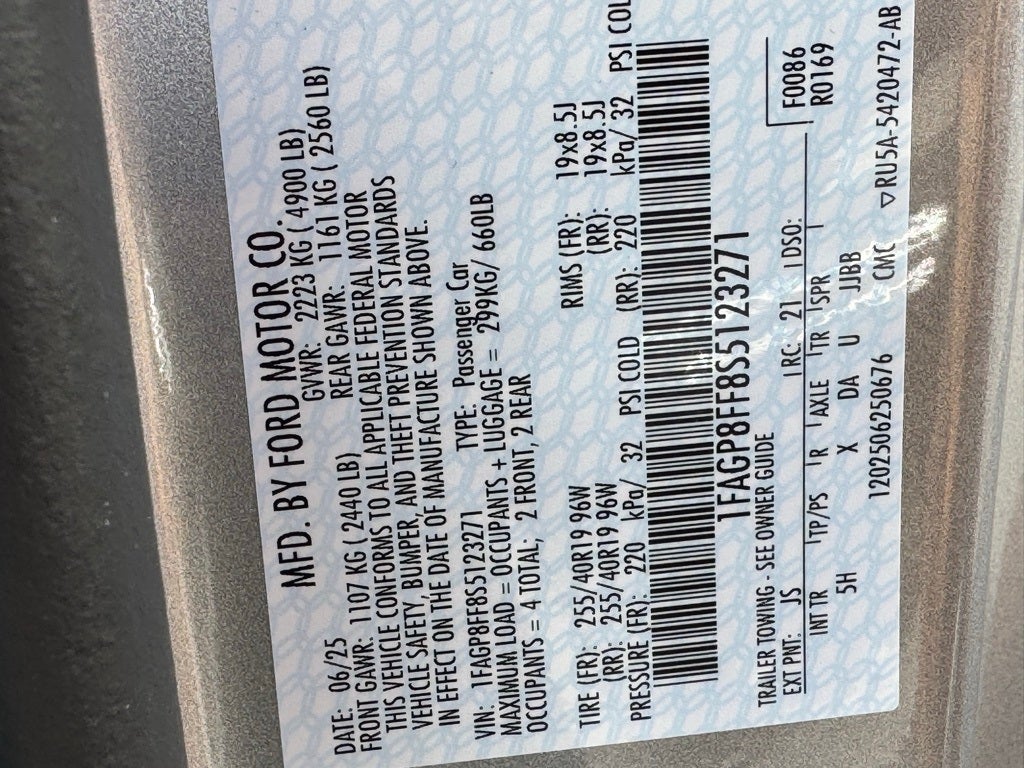 MFD. BY FORD MOTOR CO.
DATE: 06/25 GVWR: 2223 KG ( 4900 LB)
FRONT GAWR: 1107 KG ( 2440 LB) REAR GAWR: 1161 KG ( 2560 LB)
THIS VEHICLE CONFORMS TO ALL APPLICABLE FEDERAL MOTOR
VEHICLE SAFETY, BUMPER, AND THEFT PREVENTION STANDARDS
IN EFFECT ON THE DATE OF MANUFACTURE SHOWN ABOVE.
VIN: 1FAGP8FF8S5123271 TYPE: Passenger Car
MAXIMUM LOAD = OCCUPANTS + LUGGAGE = 299KG/ 660LB
OCCUPANTS = 4 TOTAL; 2 FRONT, 2 REAR
TIRE (FR): 255/40R19 96W RIMS (FR): 19x8.5J
(RR): 255/40R19 96W (RR): 19x8.5J
PRESSURE (FR): 220 kPa/ 32 PSI COLD (RR): 220 kPa/ 32 PSI COL
1FAGP8FF8S5123271
TRAILER TOWING - SEE OWNER GUIDE
F0086
R0169
EXT PNT: JS RC: 21 DSO:
INT TR TP/PS R AXLE TR SPR
5H X DA U JJBB
1202506250676 CMC ▽RU5A-5420472-AB